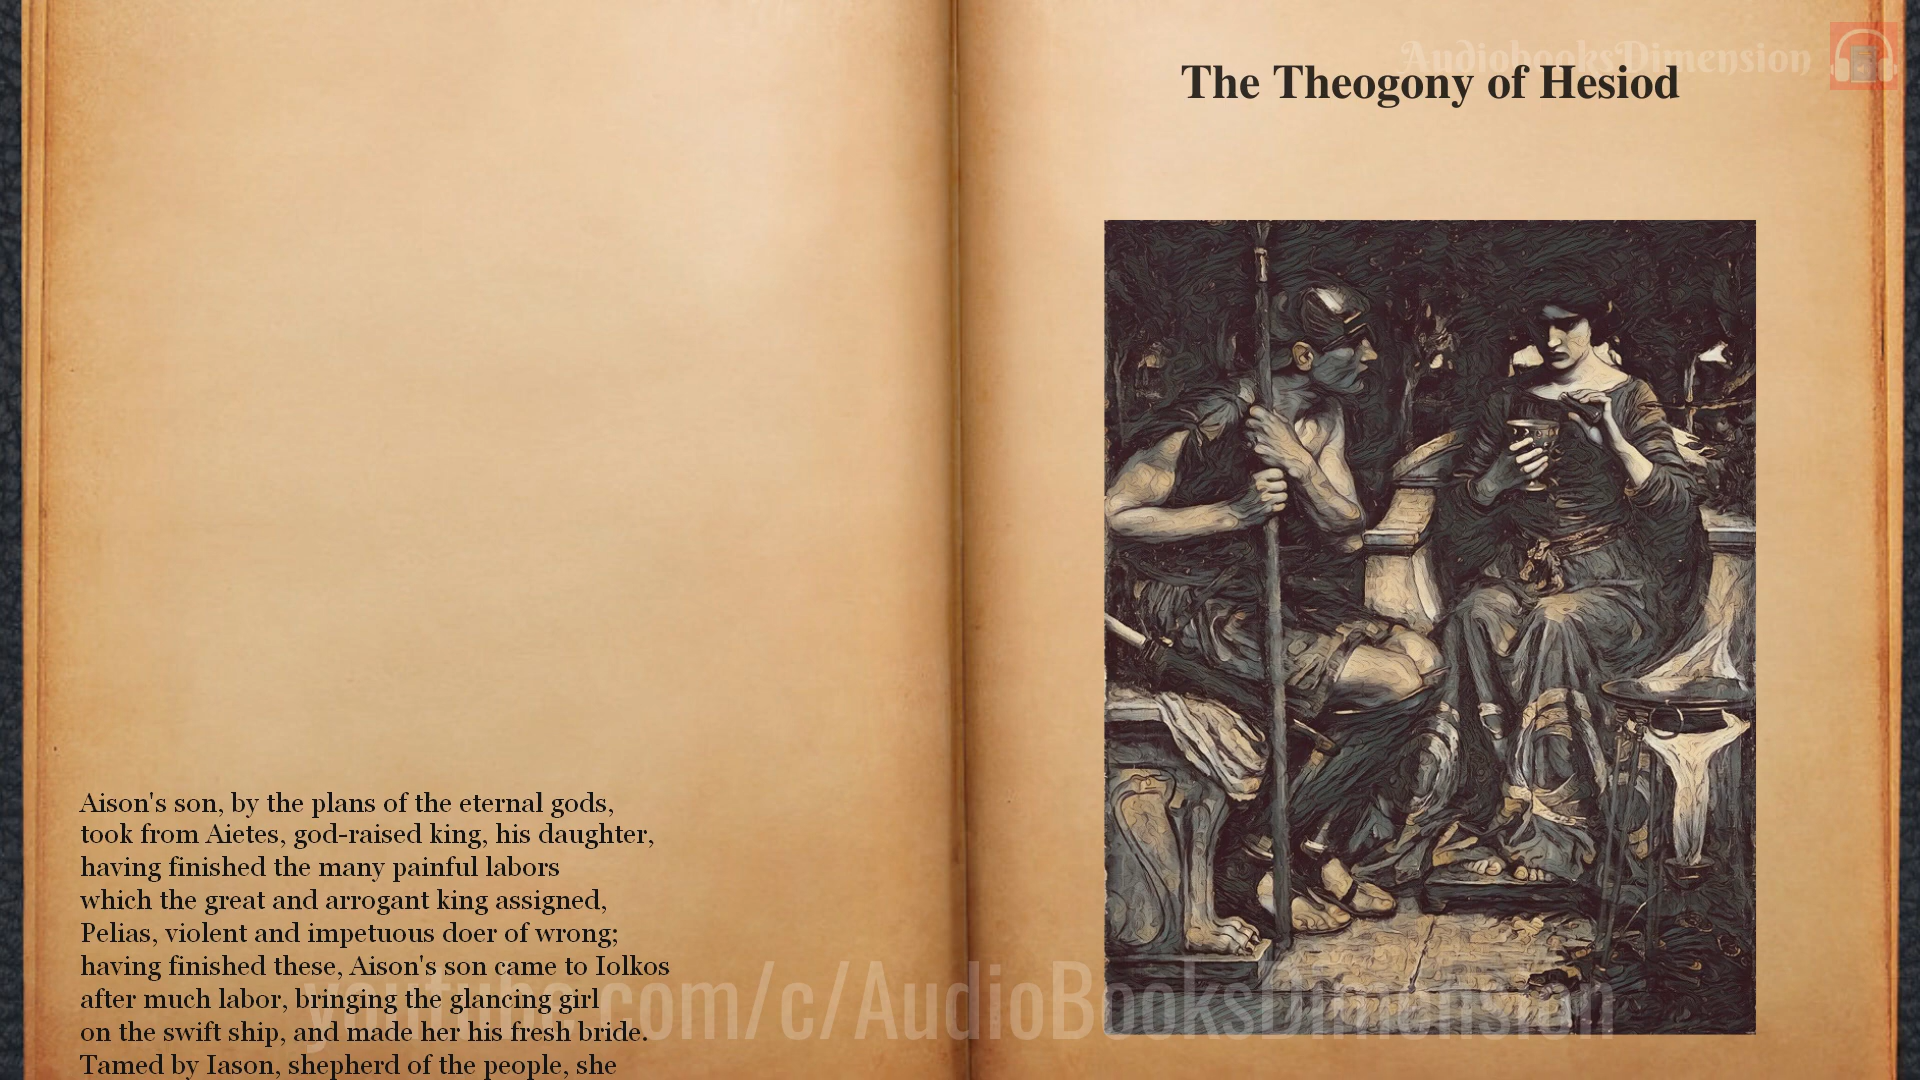 AudiobooksDimension
The Theogony of Hesiod
Aison's son, by the plans of the eternal gods,
took from Aietes, god-raised king, his daughter,
having finished the many painful labors
which the great and arrogant king assigned,
Pelias, violent and impetuous doer of wrong;
having finished these, Aison's son came to Iolkos
after much labor, bringing the glancing girl
on the swift ship, and made her his fresh bride.
Tamed by Iason, shepherd of the people, she
youtube.com/c/AudioBooksDimension